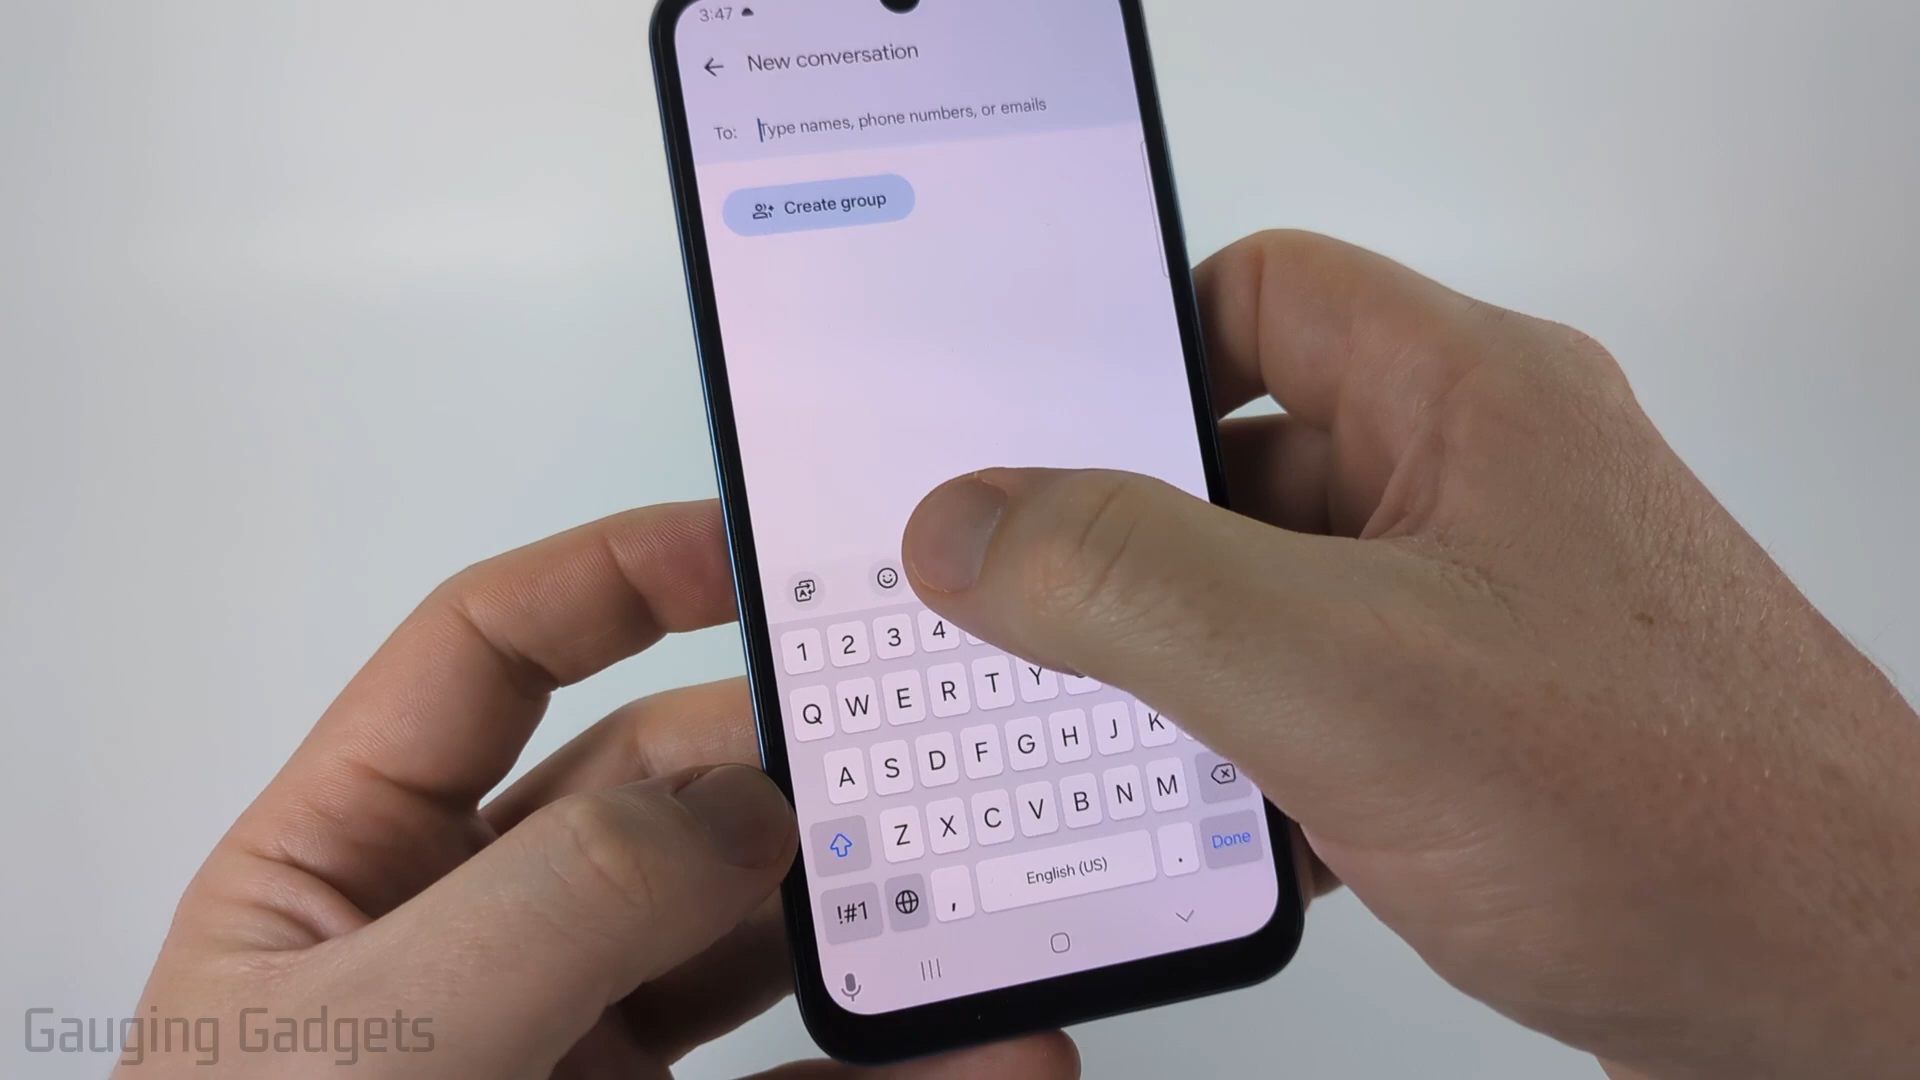 3:47
New conversation
To: Type names, phone numbers, or emails
Create group
1 2 3 4
Q W E R T Y
A S D F G H J K
Z X C V B N M
Done
!#1 , English (US) .
Gauging Gadgets